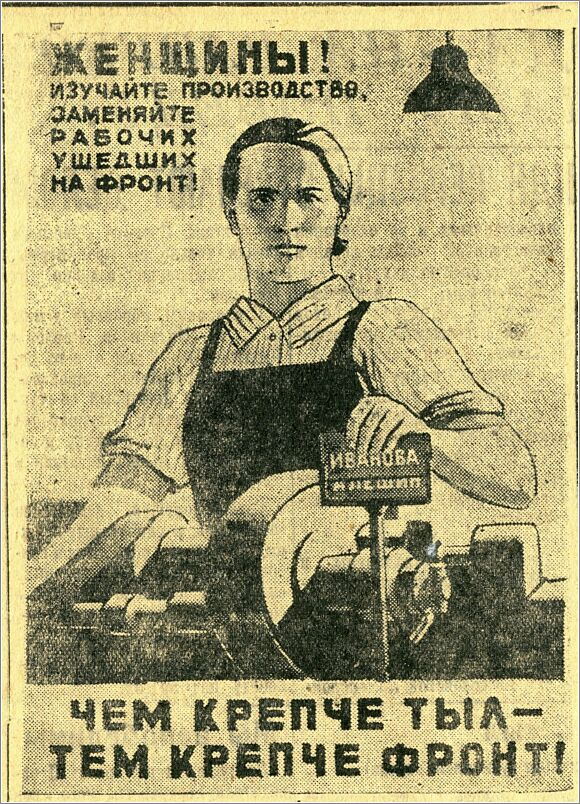 ЖЕНЩИНЫ!
ИЗУЧАЙТЕ ПРОИЗВОДСТВО,
ЗАМЕНЯЙТЕ
РАБОЧИХ
УШЕДШИХ
НА ФРОНТ!
ИВАНОВА
ЧЕМ КРЕПЧЕ ТЫЛ—
ТЕМ КРЕПЧЕ ФРОНТ!